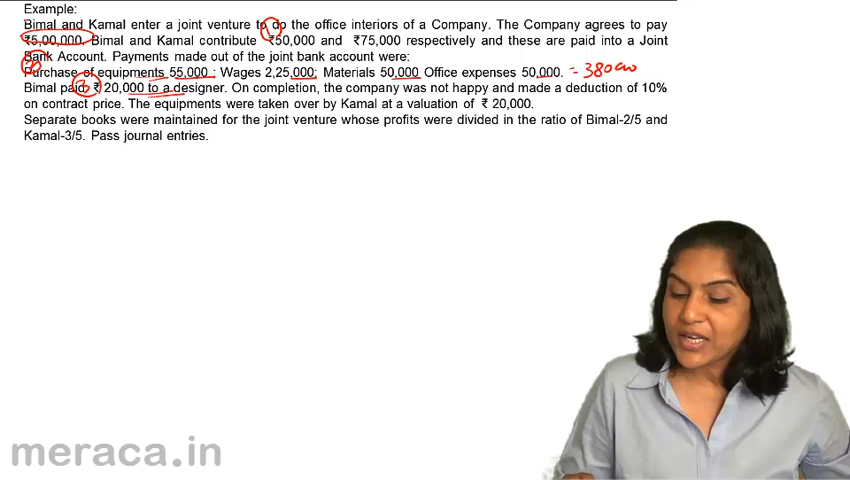 Example:
Bimal and Kamal enter a joint venture to do the office interiors of a Company. The Company agrees to pay
₹5,00,000. Bimal and Kamal contribute ₹50,000 and ₹75,000 respectively and these are paid into a Joint
Bank Account. Payments made out of the joint bank account were:
Purchase of equipments 55,000 ; Wages 2,25,000; Materials 50,000 Office expenses 50,000. = 380000
Bimal paid ₹ 20,000 to a designer. On completion, the company was not happy and made a deduction of 10%
on contract price. The equipments were taken over by Kamal at a valuation of ₹ 20,000.
Separate books were maintained for the joint venture whose profits were divided in the ratio of Bimal-2/5 and
Kamal-3/5. Pass journal entries.
meraca.in